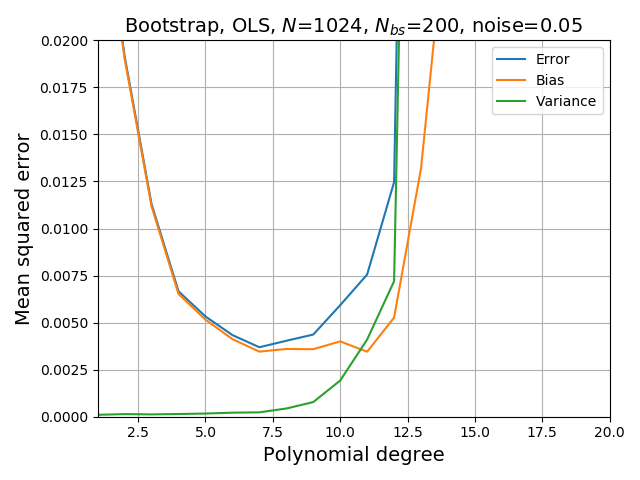 Bootstrap, OLS, N=1024, N_bs=200, noise=0.05
0.0200
0.0175
0.0150
0.0125
0.0100
0.0075
0.0050
0.0025
0.0000
Mean squared error
Error
Bias
Variance
2.5 5.0 7.5 10.0 12.5 15.0 17.5 20.0
Polynomial degree